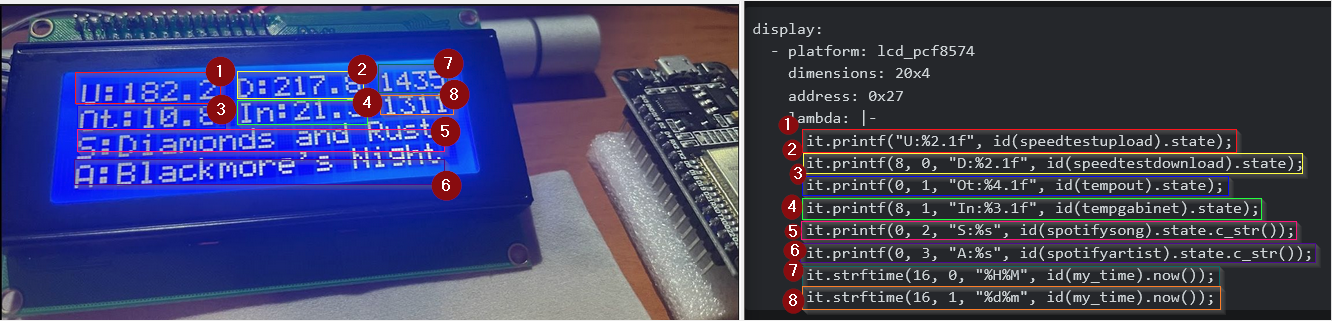 1 2 7
U:182.2 D:217.8 1435
3 4 8
Ot:10.8 In:21.9 1311
S:Diamonds and Rust
5
A:Blackmore's Night
6
display:
- platform: lcd_pcf8574
dimensions: 20x4
address: 0x27
lambda: |-
1 it.printf("U:%2.1f", id(speedtestupload).state);
2 it.printf(8, 0, "D:%2.1f", id(speedtestdownload).state);
3 it.printf(0, 1, "Ot:%4.1f", id(tempout).state);
4 it.printf(8, 1, "In:%3.1f", id(tempgabinet).state);
5 it.printf(0, 2, "S:%s", id(spotifysong).state.c_str());
6 it.printf(0, 3, "A:%s", id(spotifyartist).state.c_str());
7 it.strftime(16, 0, "%H%M", id(my_time).now());
8 it.strftime(16, 1, "%d%m", id(my_time).now());